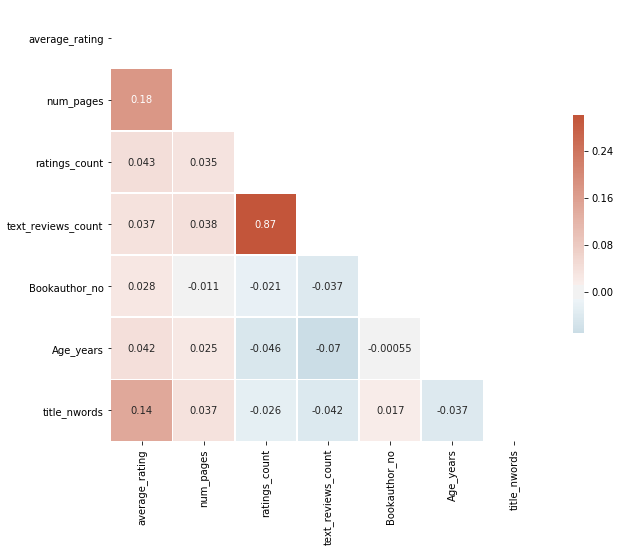 average_rating
num_pages 0.18
ratings_count 0.043 0.035
text_reviews_count 0.037 0.038 0.87
Bookauthor_no 0.028 -0.011 -0.021 -0.037
Age_years 0.042 0.025 -0.046 -0.07 -0.00055
title_nwords 0.14 0.037 -0.026 -0.042 0.017 -0.037
average_rating num_pages ratings_count text_reviews_count Bookauthor_no Age_years title_nwords
0.24
0.16
0.08
0.00